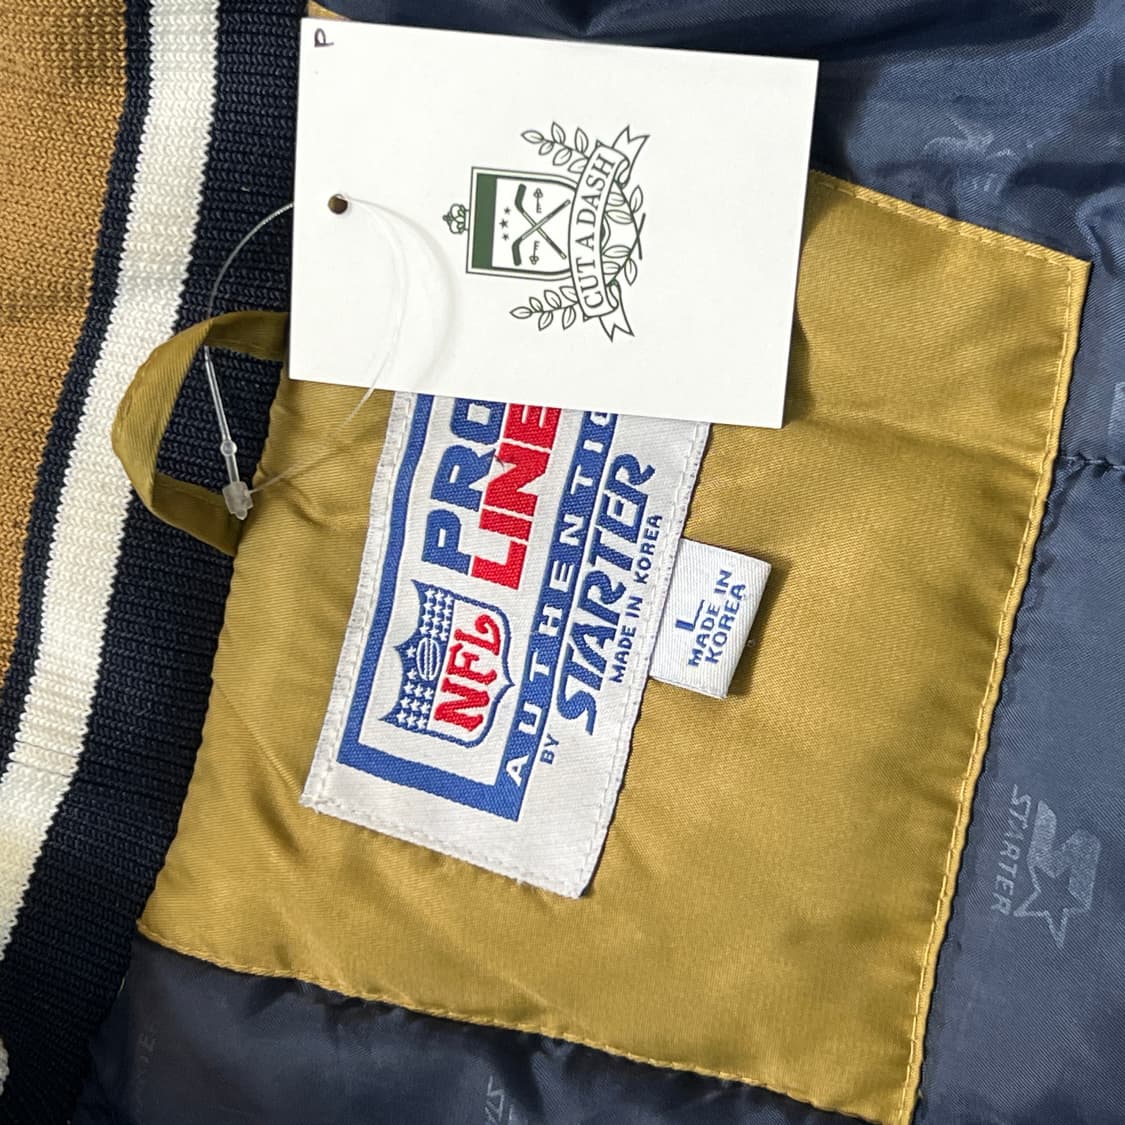 P
CUT A DASH
PRO
LINE
NFL
AUTHENTIC
BY STARTER
MADE IN KOREA
L
MADE IN
KOREA
STARTER